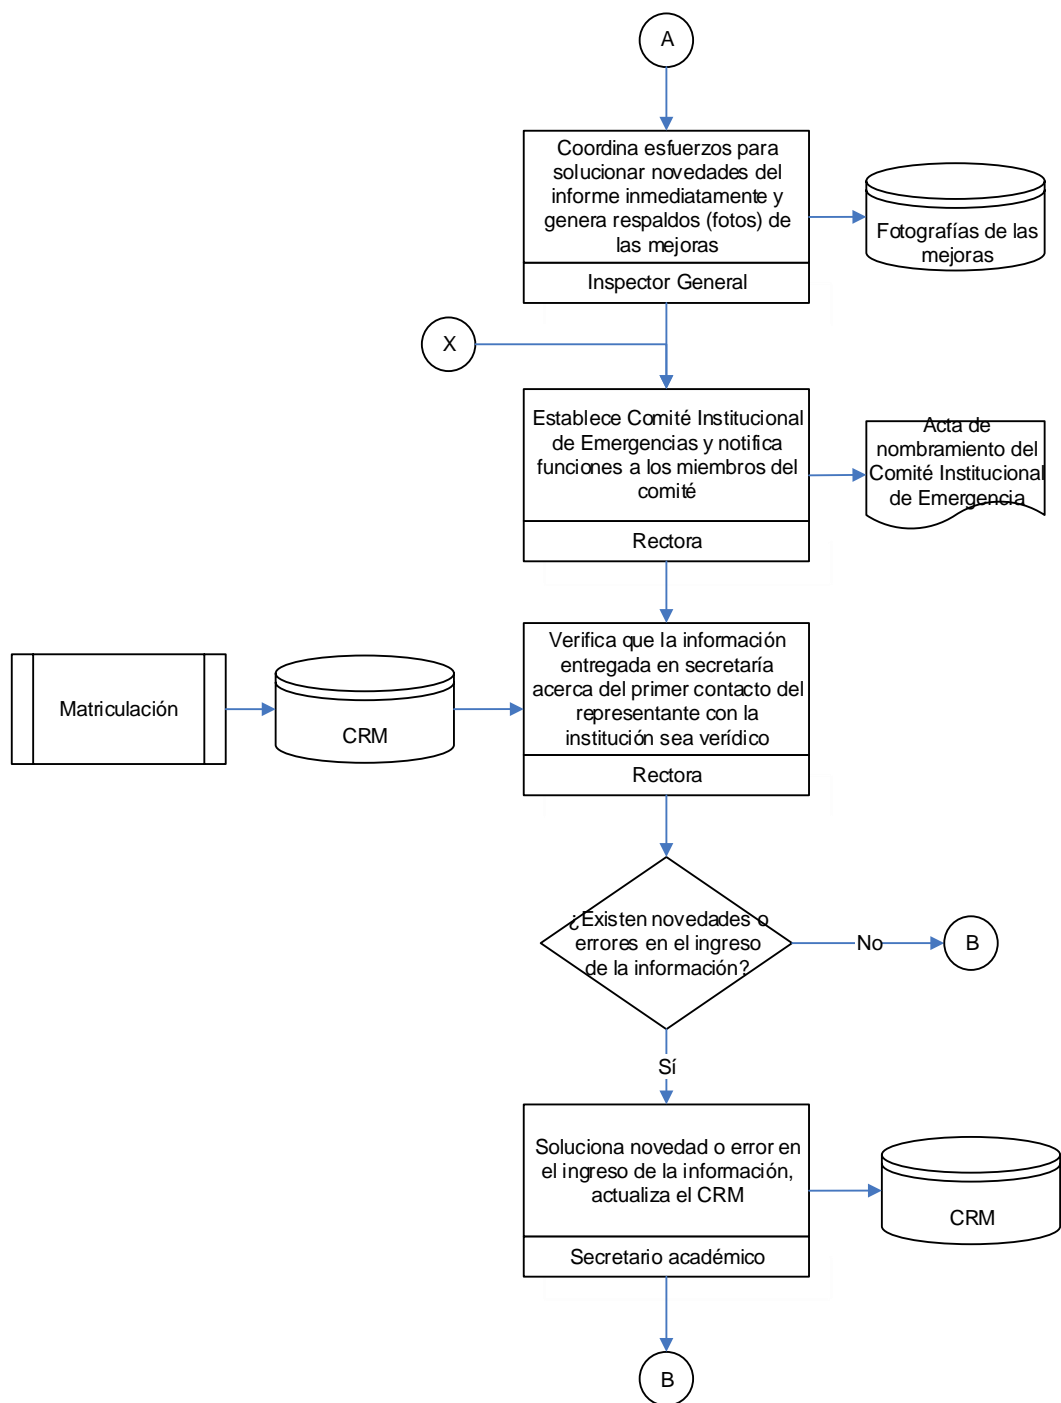 A
Coordina esfuerzos para
solucionar novedades del
informe inmediatamente y
genera respaldos (fotos) de
las mejoras
Inspector General
Fotografías de las
mejoras
X
Establece Comité Institucional
de Emergencias y notifica
funciones a los miembros del
comité
Rectora
Acta de
nombramiento del
Comité Institucional
de Emergencia
Matriculación
CRM
Verifica que la información
entregada en secretaría
acerca del primer contacto del
representante con la
institución sea verídico
Rectora
¿Existen novedades o
errores en el ingreso
de la información?
No
B
Sí
Soluciona novedad o error en
el ingreso de la información,
actualiza el CRM
Secretario académico
CRM
B